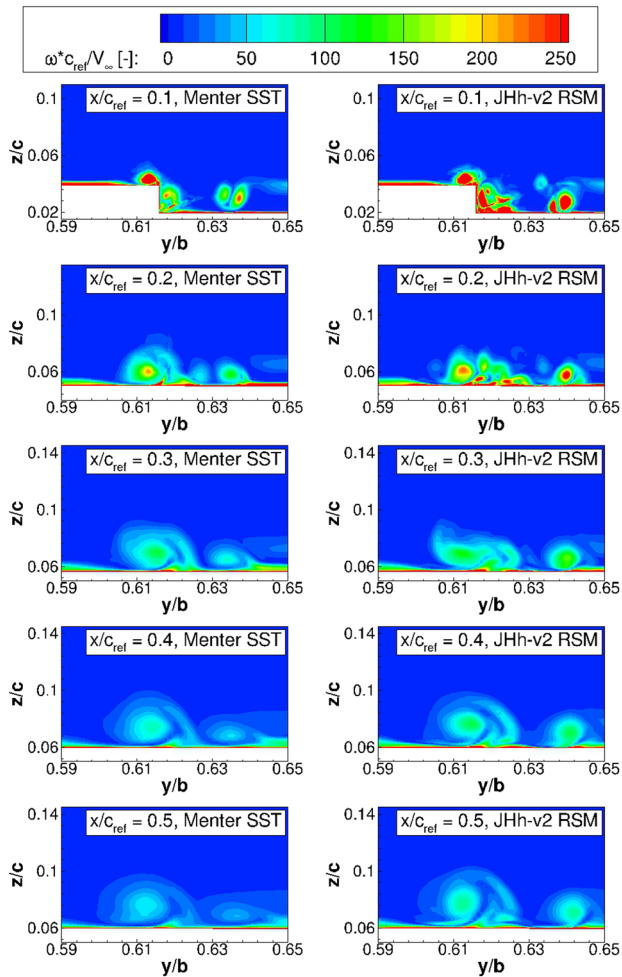 ω*c_ref/V_∞ [-]: 0 50 100 150 200 250
x/c_ref = 0.1, Menter SST
z/c
0.1
0.06
0.02
0.59 0.61 0.63 0.65
y/b
x/c_ref = 0.1, JHh-v2 RSM
z/c
0.1
0.06
0.02
0.59 0.61 0.63 0.65
y/b
x/c_ref = 0.2, Menter SST
z/c
0.1
0.06
0.59 0.61 0.63 0.65
y/b
x/c_ref = 0.2, JHh-v2 RSM
z/c
0.1
0.06
0.59 0.61 0.63 0.65
y/b
x/c_ref = 0.3, Menter SST
z/c
0.14
0.1
0.06
0.59 0.61 0.63 0.65
y/b
x/c_ref = 0.3, JHh-v2 RSM
z/c
0.14
0.1
0.06
0.59 0.61 0.63 0.65
y/b
x/c_ref = 0.4, Menter SST
z/c
0.14
0.1
0.06
0.59 0.61 0.63 0.65
y/b
x/c_ref = 0.4, JHh-v2 RSM
z/c
0.14
0.1
0.06
0.59 0.61 0.63 0.65
y/b
x/c_ref = 0.5, Menter SST
z/c
0.14
0.1
0.06
0.59 0.61 0.63 0.65
y/b
x/c_ref = 0.5, JHh-v2 RSM
z/c
0.14
0.1
0.06
0.59 0.61 0.63 0.65
y/b